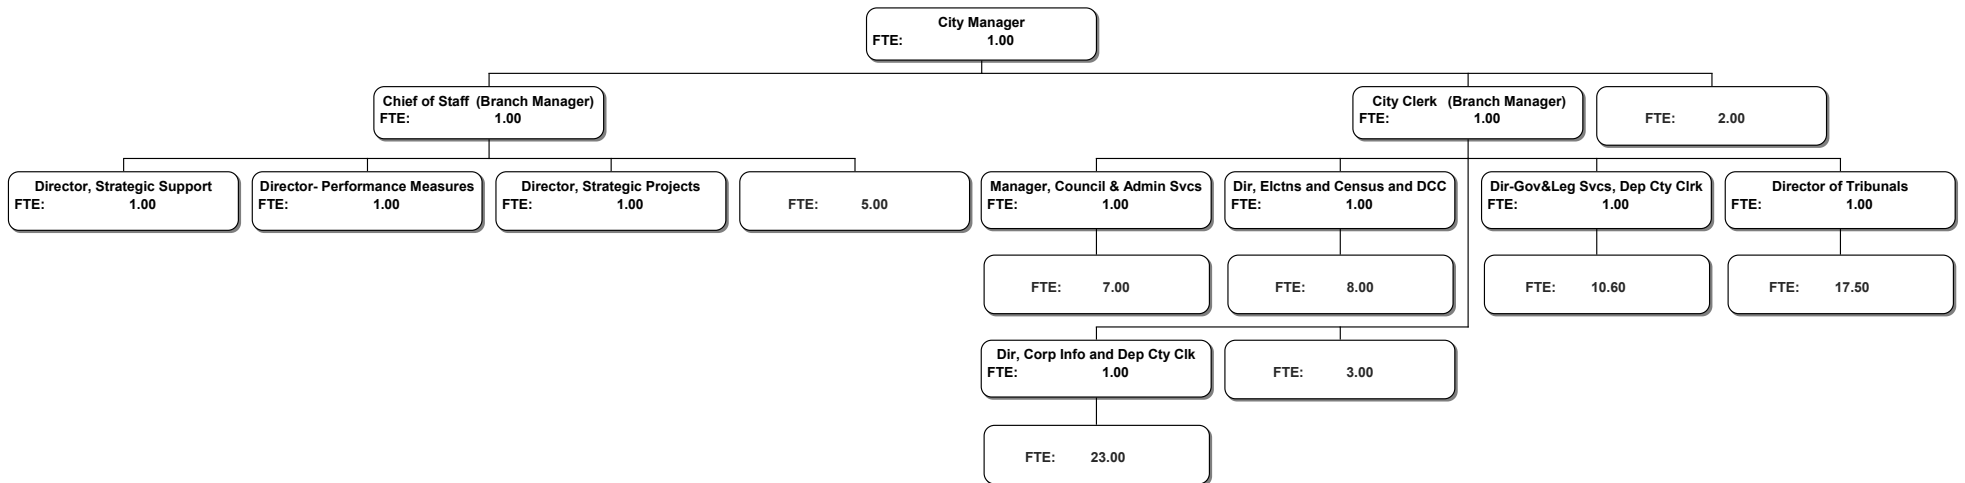 City Manager
FTE: 1.00
Chief of Staff (Branch Manager)
FTE: 1.00
City Clerk (Branch Manager)
FTE: 1.00
FTE: 2.00
Director, Strategic Support
FTE: 1.00
Director- Performance Measures
FTE: 1.00
Director, Strategic Projects
FTE: 1.00
FTE: 5.00
Manager, Council & Admin Svcs
FTE: 1.00
Dir, Elctns and Census and DCC
FTE: 1.00
Dir-Gov&Leg Svcs, Dep Cty Clrk
FTE: 1.00
Director of Tribunals
FTE: 1.00
FTE: 7.00
FTE: 8.00
FTE: 10.60
FTE: 17.50
Dir, Corp Info and Dep Cty Clk
FTE: 1.00
FTE: 3.00
FTE: 23.00